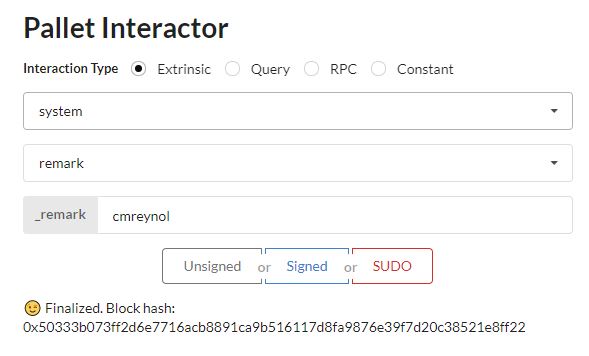 Pallet Interactor
Interaction Type Extrinsic Query RPC Constant
system
remark
_remark cmreynol
Unsigned or Signed or SUDO
😉 Finalized. Block hash:
0x50333b073ff2d6e7716acb8891ca9b516117d8fa9876e39f7d20c38521e8ff22